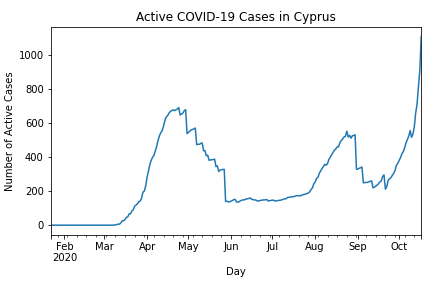 Active COVID-19 Cases in Cyprus
Number of Active Cases
1000
800
600
400
200
0
Feb Mar Apr May Jun Jul Aug Sep Oct
2020
Day